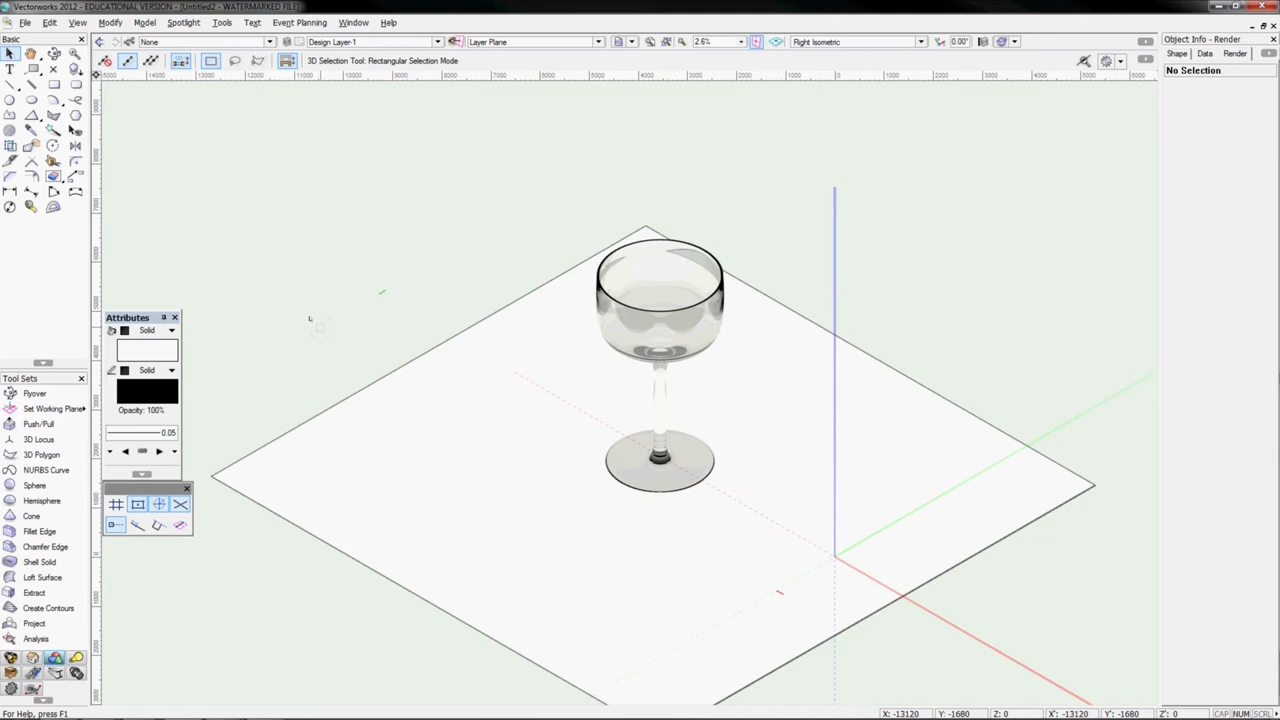 Vectorworks 2012 - EDUCATIONAL VERSION - [Untitled2 - WATERMARKED FILE]
File Edit View Modify Model Spotlight Tools Text Event Planning Window Help
Basic
None Design Layer-1 Layer Plane 2.6% Right Isometric 0.00°
3D Selection Tool: Rectangular Selection Mode
Object Info - Render
Shape Data Render
No Selection
Attributes
Solid
Solid
Opacity: 100%
0.05
Tool Sets
Flyover
Set Working Plane
Push/Pull
3D Locus
3D Polygon
NURBS Curve
Sphere
Hemisphere
Cone
Fillet Edge
Chamfer Edge
Shell Solid
Loft Surface
Extract
Create Contours
Project
Analysis
For Help, press F1
X: -13120 Y: -1680 Z: 0 X': -13120 Y': -1680 Z': 0 CAP NUM SCRL